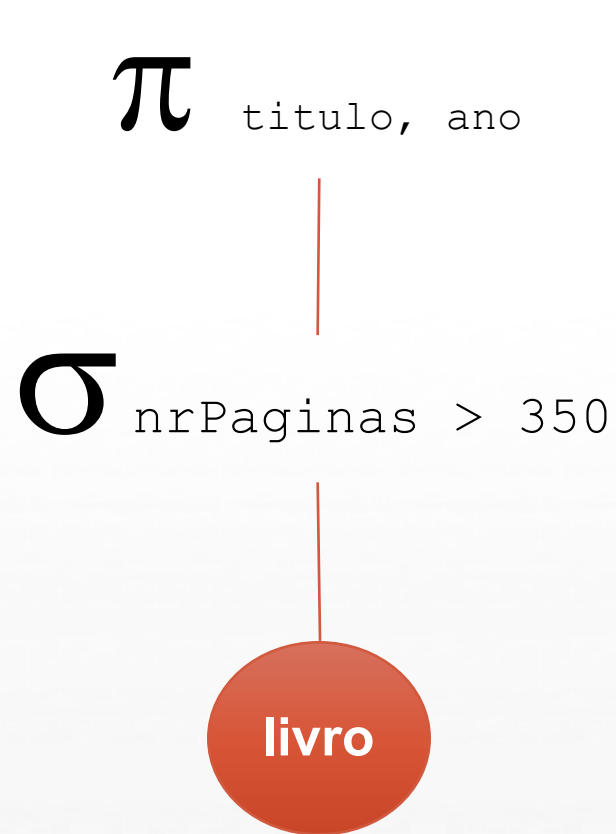 π titulo, ano
σ nrPaginas > 350
livro